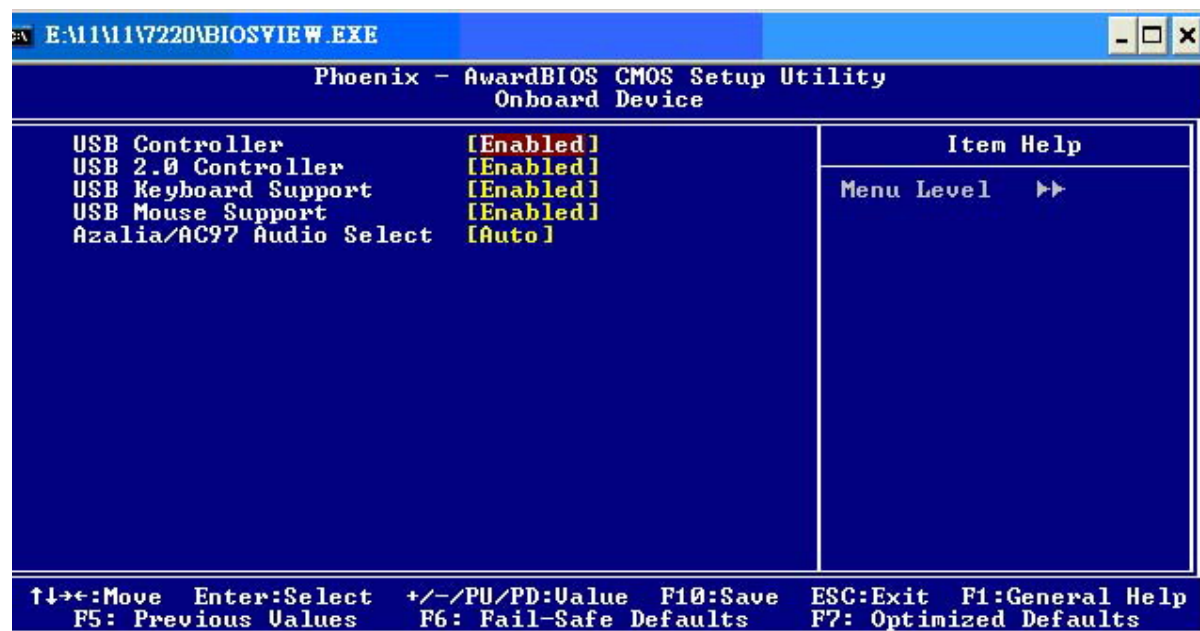 E:\11\11\7220\BIOSVIEW.EXE
Phoenix - AwardBIOS CMOS Setup Utility
Onboard Device
USB Controller [Enabled]
USB 2.0 Controller [Enabled]
USB Keyboard Support [Enabled]
USB Mouse Support [Enabled]
Azalia/AC97 Audio Select [Auto]
Item Help
Menu Level ►►
↑↓→←:Move Enter:Select +/-/PU/PD:Value F10:Save ESC:Exit F1:General Help
F5: Previous Values F6: Fail-Safe Defaults F7: Optimized Defaults